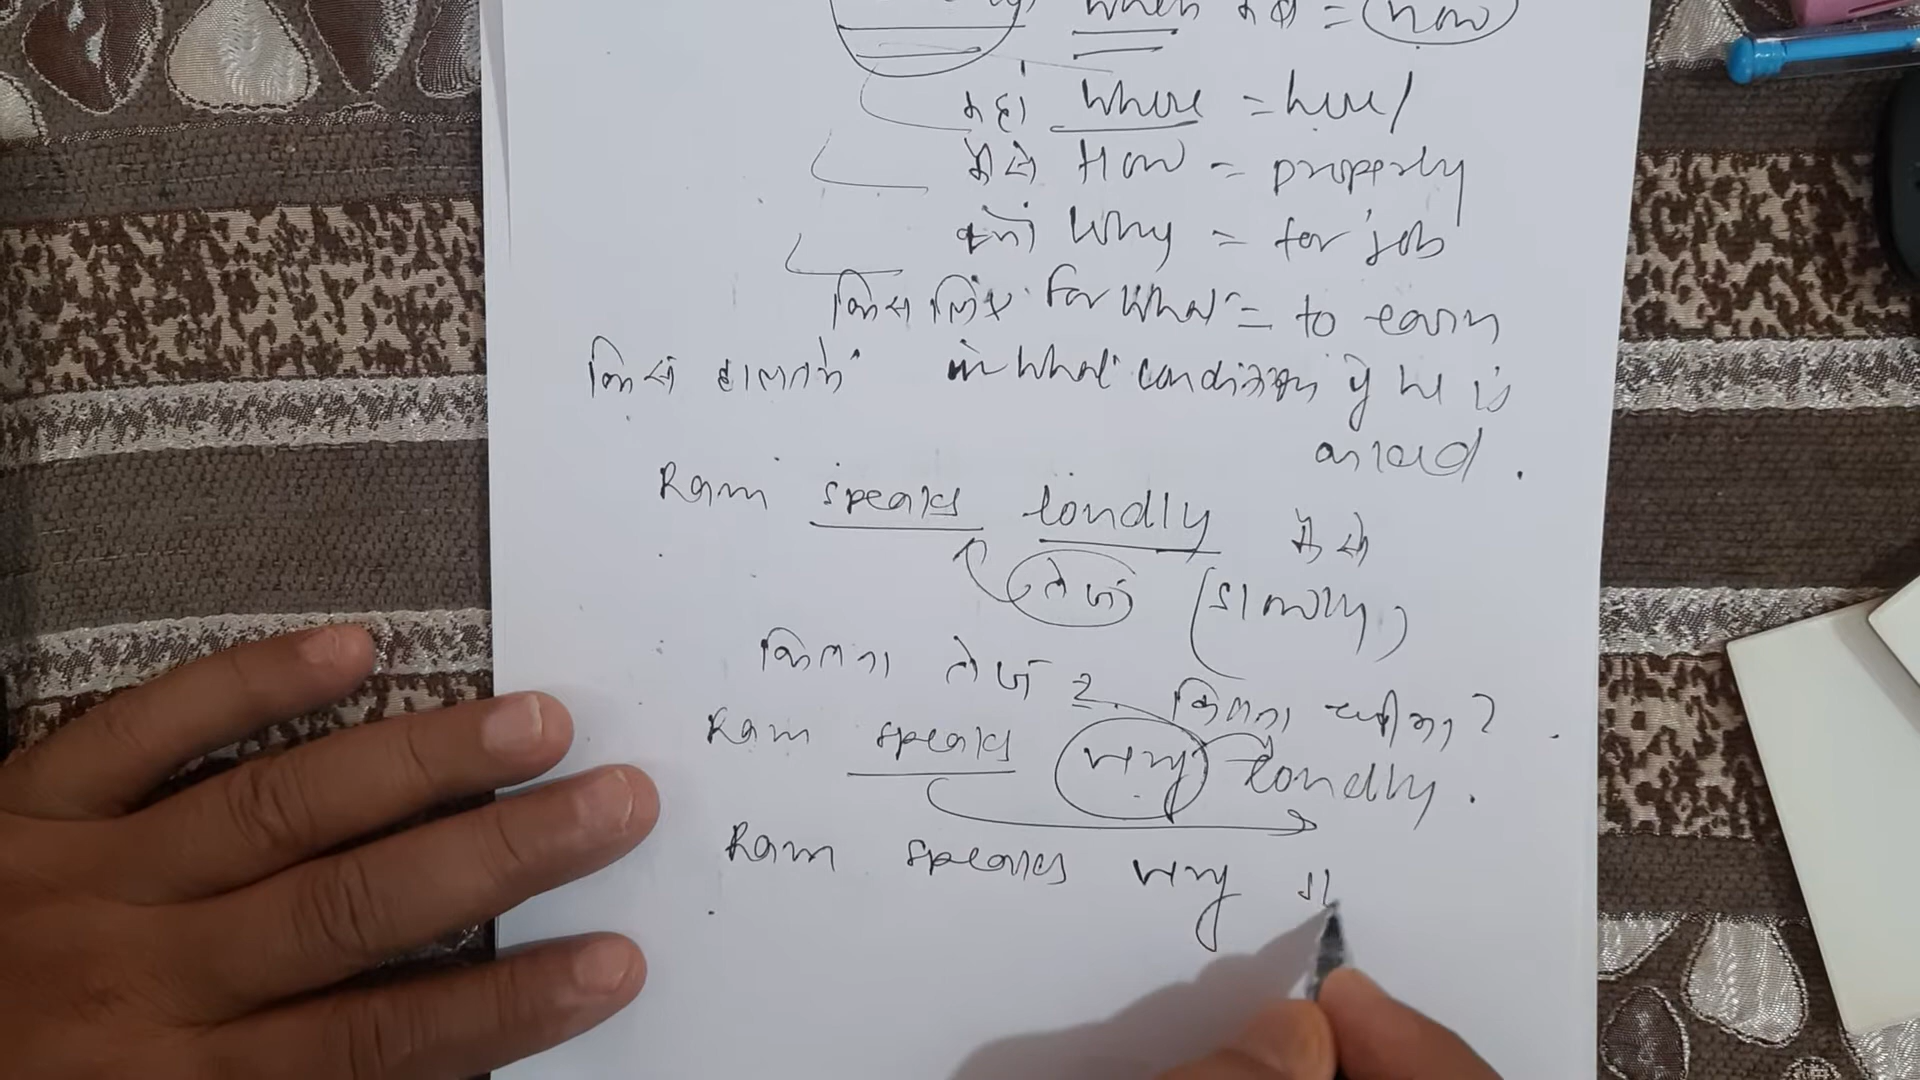 when कब = now
कहां where = here/
कैसे How = properly
क्यों Why = for job
किस लिए For what = to earn
किस हालत में in what condition if he is
asked.
Ram speaks loudly कैसे
तेज (slowly)
कितना तेज ? कितना धीमा ?
Ram speaks very loudly.
Ram speaks very sl